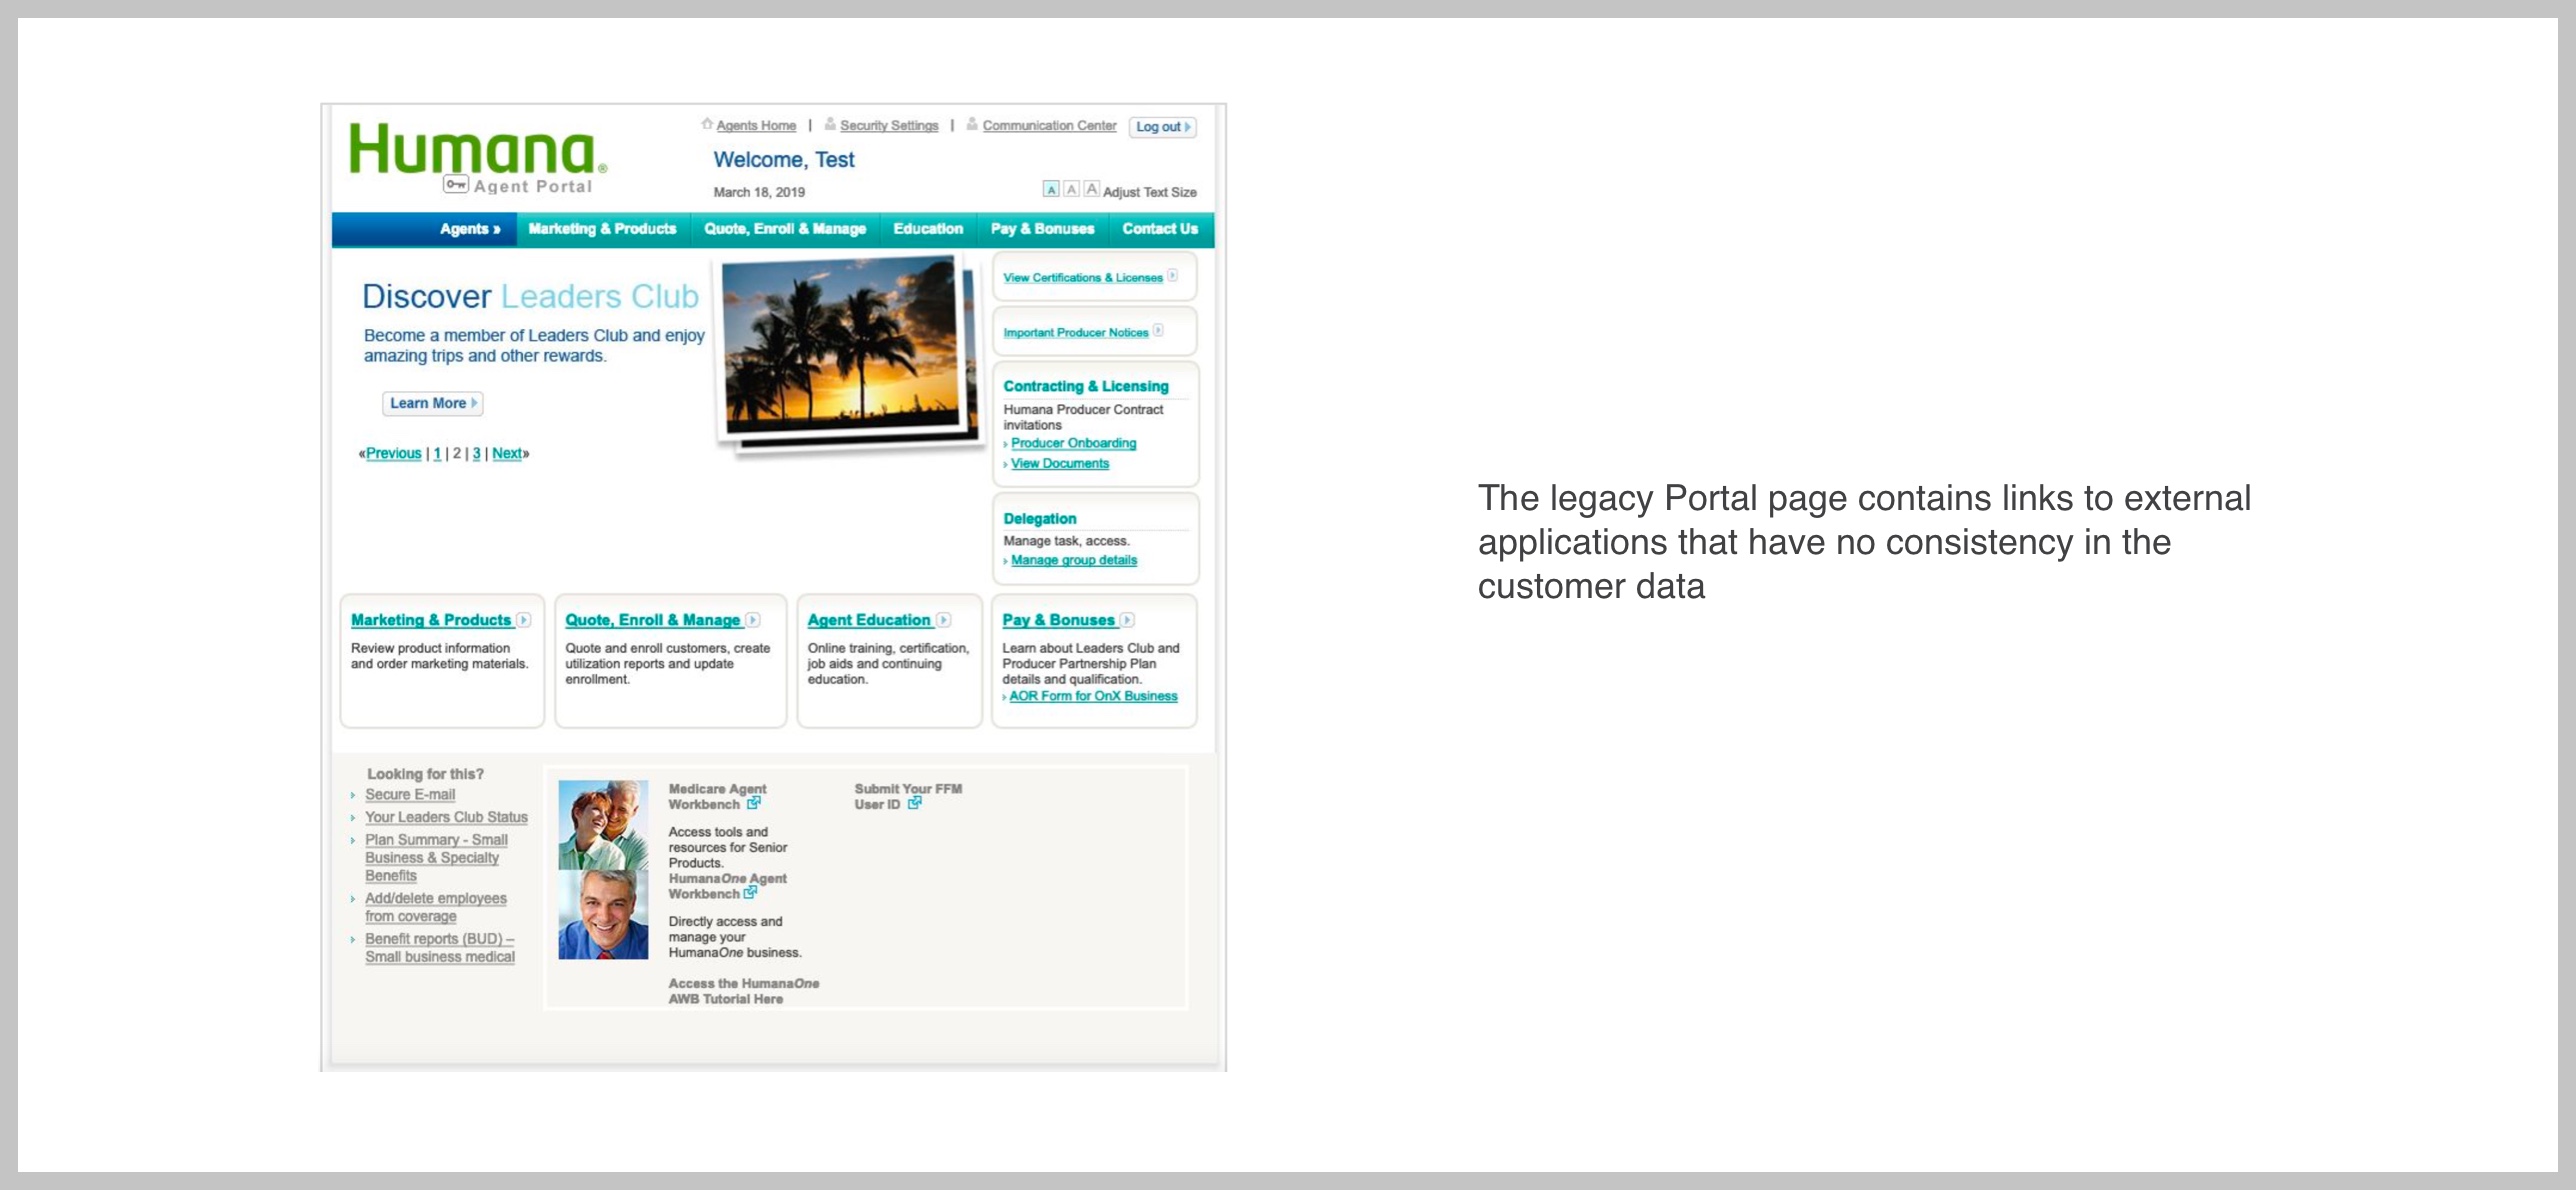 Humana®
Agent Portal
Agents Home | Security Settings | Communication Center Log out
Welcome, Test
March 18, 2019
A A A Adjust Text Size
Agents » Marketing & Products Quote, Enroll & Manage Education Pay & Bonuses Contact Us
Discover Leaders Club
Become a member of Leaders Club and enjoy
amazing trips and other rewards.
Learn More
«Previous | 1 | 2 | 3 | Next»
View Certifications & Licenses
Important Producer Notices
Contracting & Licensing
Humana Producer Contract
invitations
Producer Onboarding
View Documents
Delegation
Manage task, access.
Manage group details
Marketing & Products
Review product information
and order marketing materials.
Quote, Enroll & Manage
Quote and enroll customers, create
utilization reports and update
enrollment.
Agent Education
Online training, certification,
job aids and continuing
education.
Pay & Bonuses
Learn about Leaders Club and
Producer Partnership Plan
details and qualification.
AOR Form for OnX Business
Looking for this?
Secure E-mail
Your Leaders Club Status
Plan Summary - Small
Business & Specialty
Benefits
Add/delete employees
from coverage
Benefit reports (BUD) –
Small business medical
Medicare Agent
Workbench
Access tools and
resources for Senior
Products.
HumanaOne Agent
Workbench
Directly access and
manage your
HumanaOne business.
Access the HumanaOne
AWB Tutorial Here
Submit Your FFM
User ID
The legacy Portal page contains links to external
applications that have no consistency in the
customer data